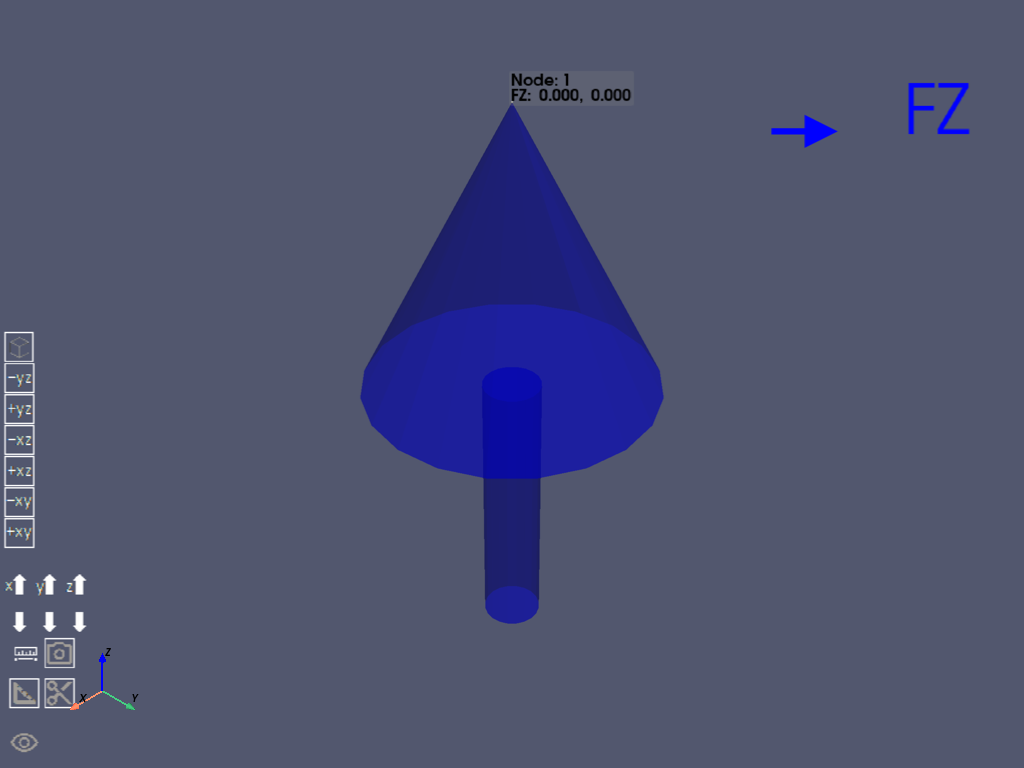 Node: 1
FZ: 0.000, 0.000
FZ
-yz
+yz
-xz
+xz
-xy
+xy
x y z
z
x Y